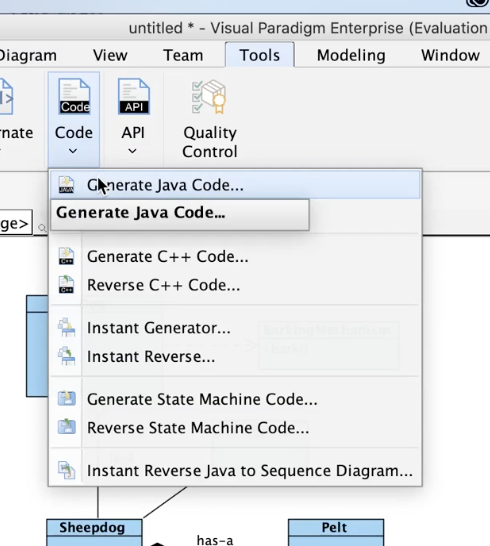 untitled * - Visual Paradigm Enterprise (Evaluation
Diagram View Team Tools Modeling Window
Code API
Code API Quality
Control
Generate Java Code...
Generate Java Code...
Generate C++ Code...
Reverse C++ Code...
Instant Generator...
Instant Reverse...
Generate State Machine Code...
Reverse State Machine Code...
Instant Reverse Java to Sequence Diagram...
Sheepdog
has-a
Pelt